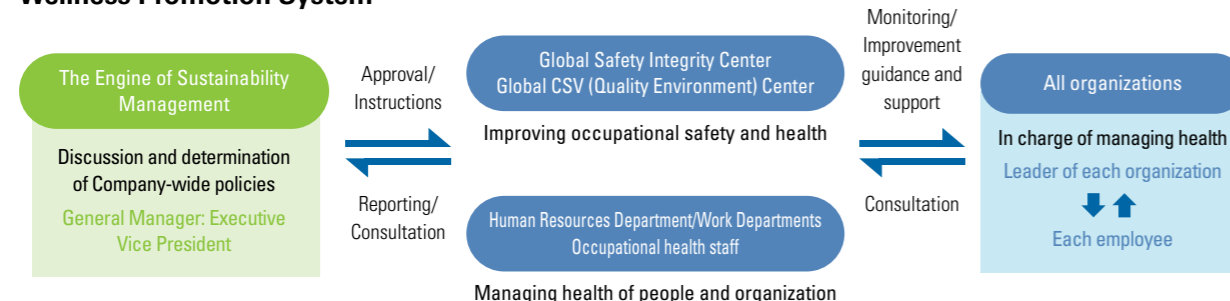 Wellness Promotion System
The Engine of Sustainability
Management
Discussion and determination
of Company-wide policies
General Manager: Executive
Vice President
Approval/
Instructions
Reporting/
Consultation
Global Safety Integrity Center
Global CSV (Quality Environment) Center
Improving occupational safety and health
Human Resources Department/Work Departments
Occupational health staff
Managing health of people and organization
Monitoring/
Improvement
guidance and
support
Consultation
All organizations
In charge of managing health
Leader of each organization
Each employee